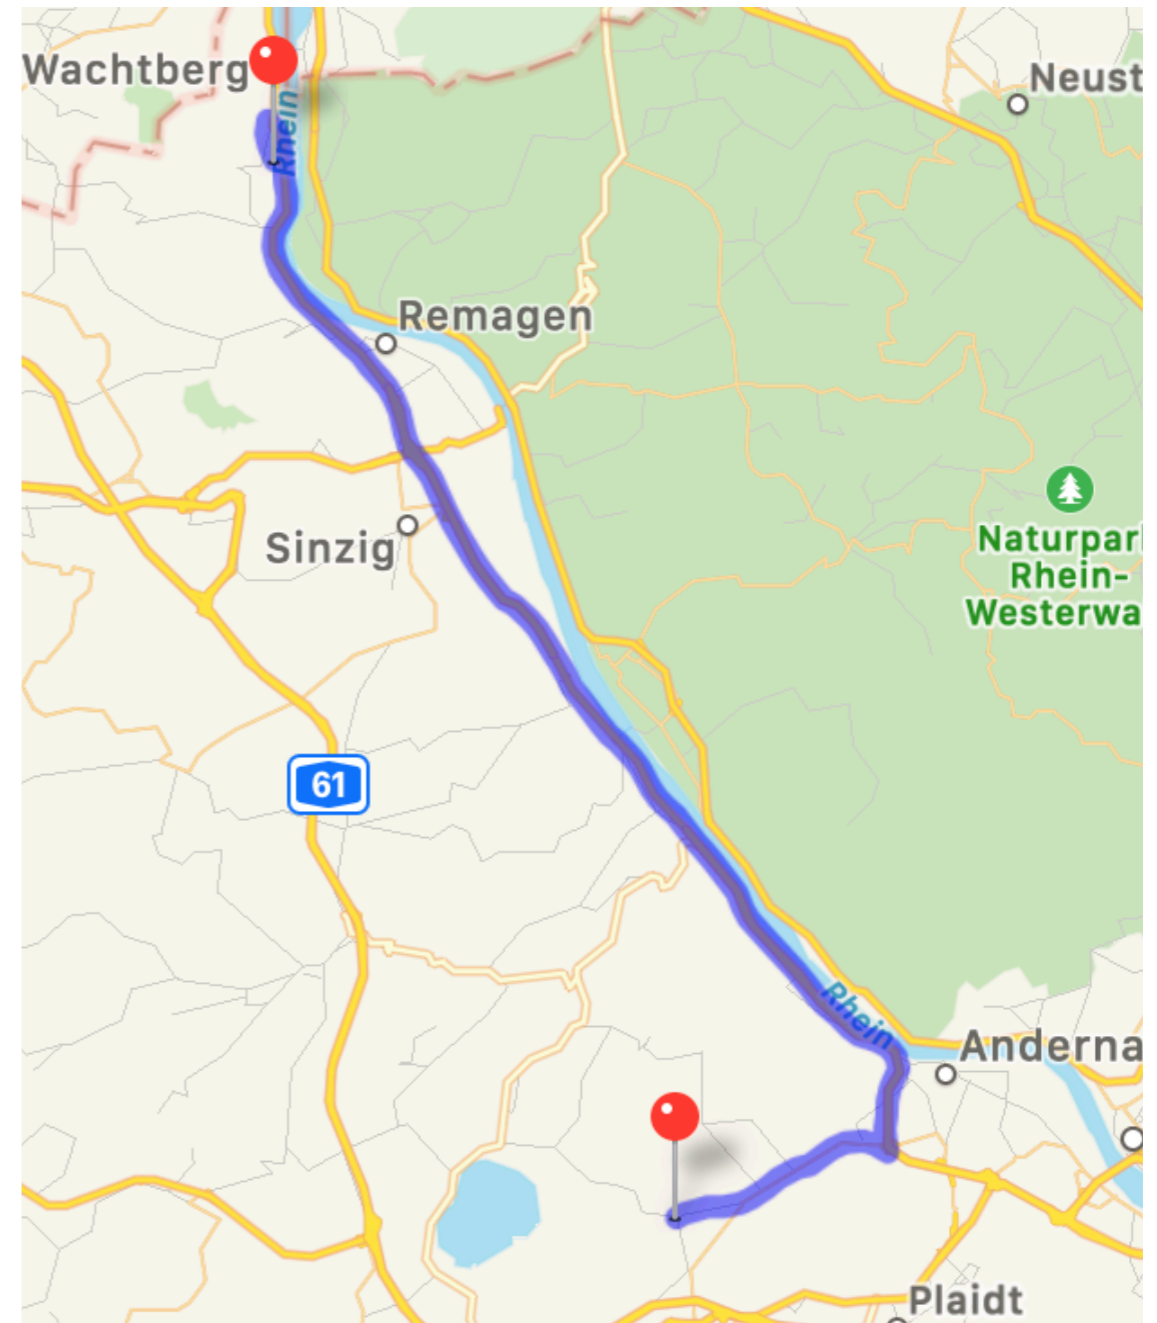 Wachtberg
Neust
Rhein
Remagen
Sinzig
Naturpar
Rhein-
Westerwa
61
Rhein
Anderna
Plaidt